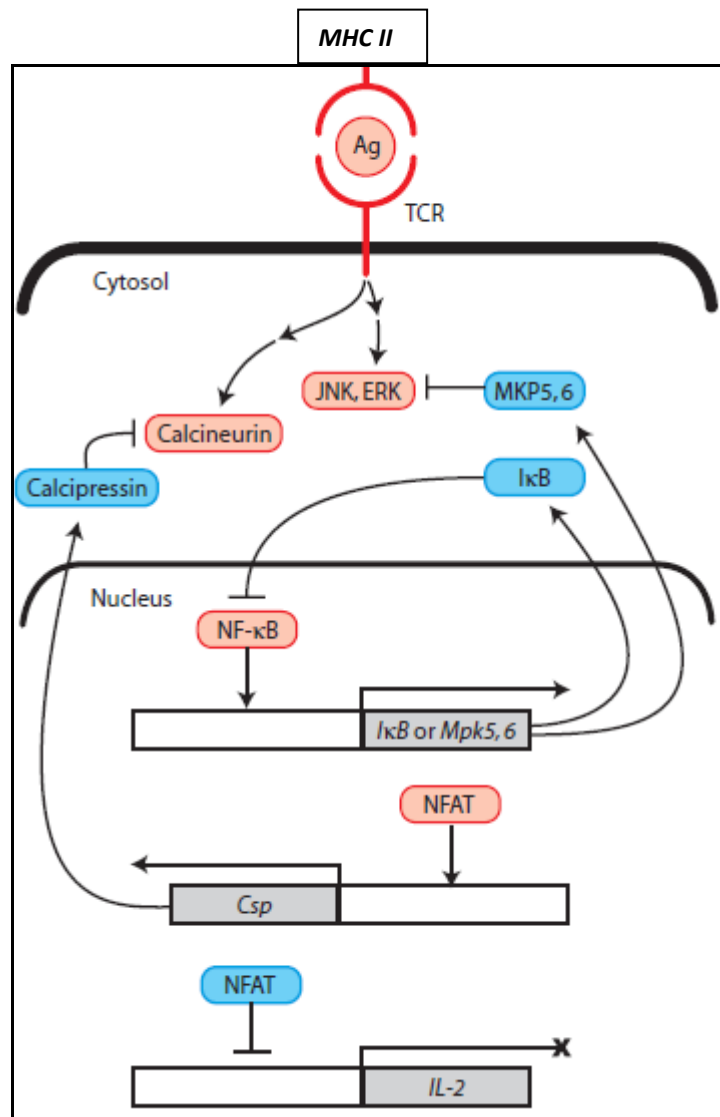 MHC II
Ag
TCR
Cytosol
JNK, ERK
MKP5, 6
Calcineurin
Calcipressin
IκB
Nucleus
NF-κB
IκB or Mpk5, 6
NFAT
Csp
NFAT
x
IL-2